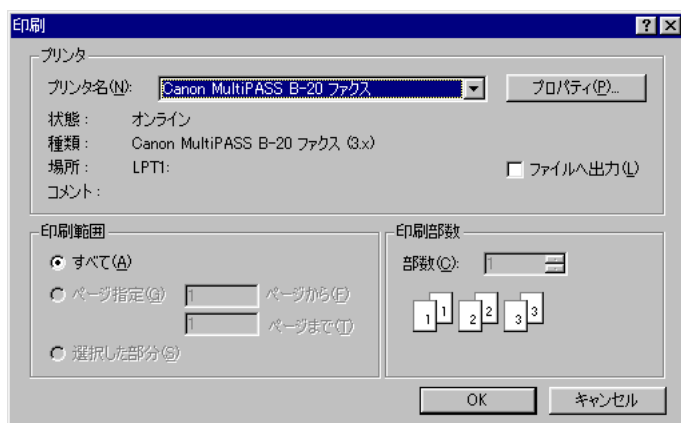 印刷
プリンタ
プリンタ名(N): Canon MultiPASS B-20 ファクス プロパティ(P)...
状態： オンライン
種類： Canon MultiPASS B-20 ファクス (3.x)
場所： LPT1: ファイルへ出力(L)
コメント：
印刷範囲
すべて(A)
ページ指定(G) 1 ページから(F)
1 ページまで(T)
選択した部分(S)
印刷部数
部数(C): 1
1 1 2 2 3 3
OK キャンセル